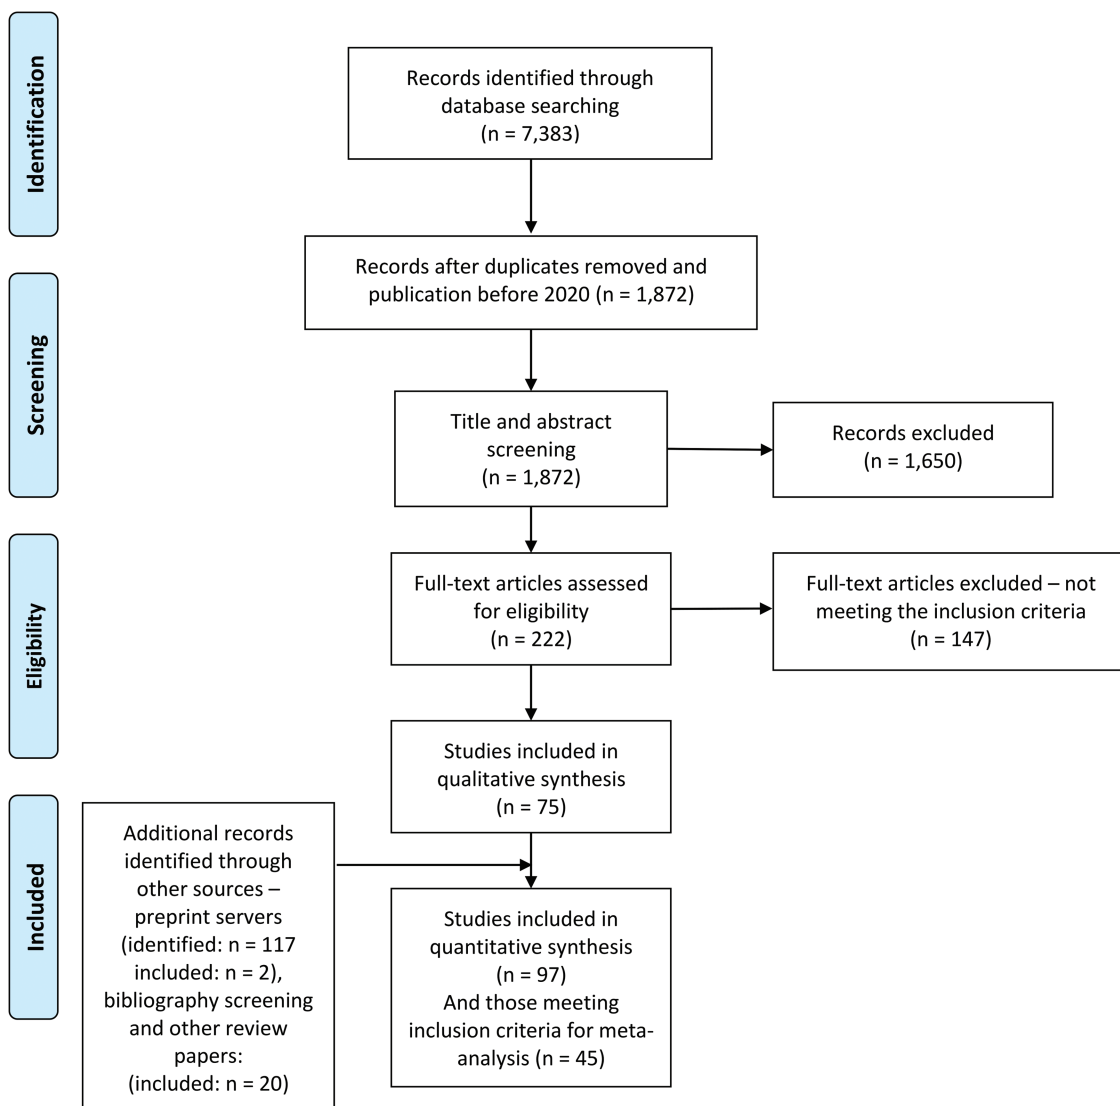 Identification
Records identified through
database searching
(n = 7,383)
Records after duplicates removed and
publication before 2020 (n = 1,872)
Screening
Title and abstract
screening
(n = 1,872)
Records excluded
(n = 1,650)
Eligibility
Full-text articles assessed
for eligibility
(n = 222)
Full-text articles excluded – not
meeting the inclusion criteria
(n = 147)
Studies included in
qualitative synthesis
(n = 75)
Included
Additional records
identified through
other sources –
preprint servers
(identified: n = 117
included: n = 2),
bibliography screening
and other review
papers:
(included: n = 20)
Studies included in
quantitative synthesis
(n = 97)
And those meeting
inclusion criteria for meta-
analysis (n = 45)